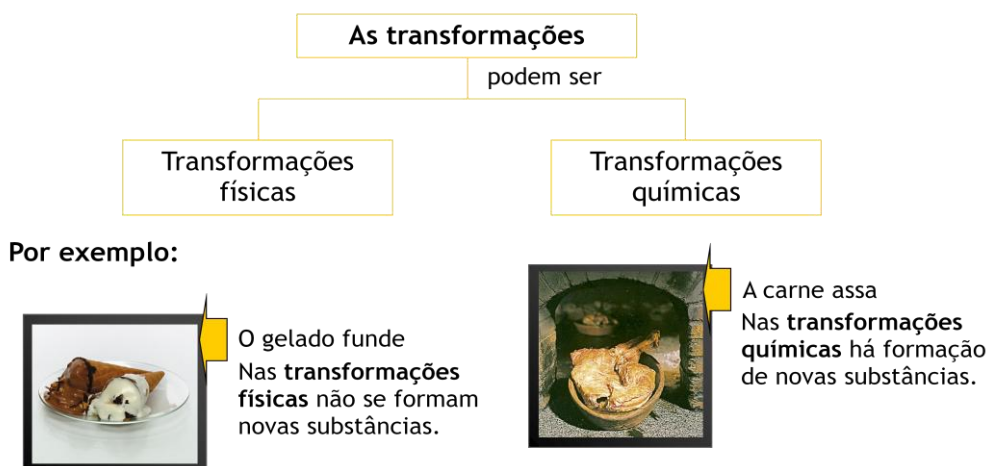 As transformações
podem ser
Transformações
físicas
Transformações
químicas
Por exemplo:
O gelado funde
Nas transformações
físicas não se formam
novas substâncias.
A carne assa
Nas transformações
químicas há formação
de novas substâncias.